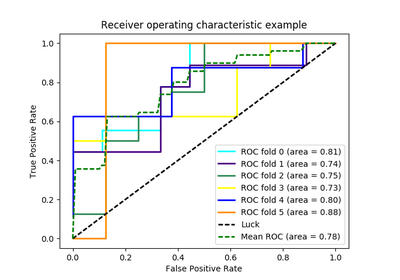 Receiver operating characteristic example
1.0
0.8
0.6
0.4
0.2
0.0
True Positive Rate
ROC fold 0 (area = 0.81)
ROC fold 1 (area = 0.74)
ROC fold 2 (area = 0.75)
ROC fold 3 (area = 0.73)
ROC fold 4 (area = 0.80)
ROC fold 5 (area = 0.88)
Luck
Mean ROC (area = 0.78)
0.0 0.2 0.4 0.6 0.8 1.0
False Positive Rate